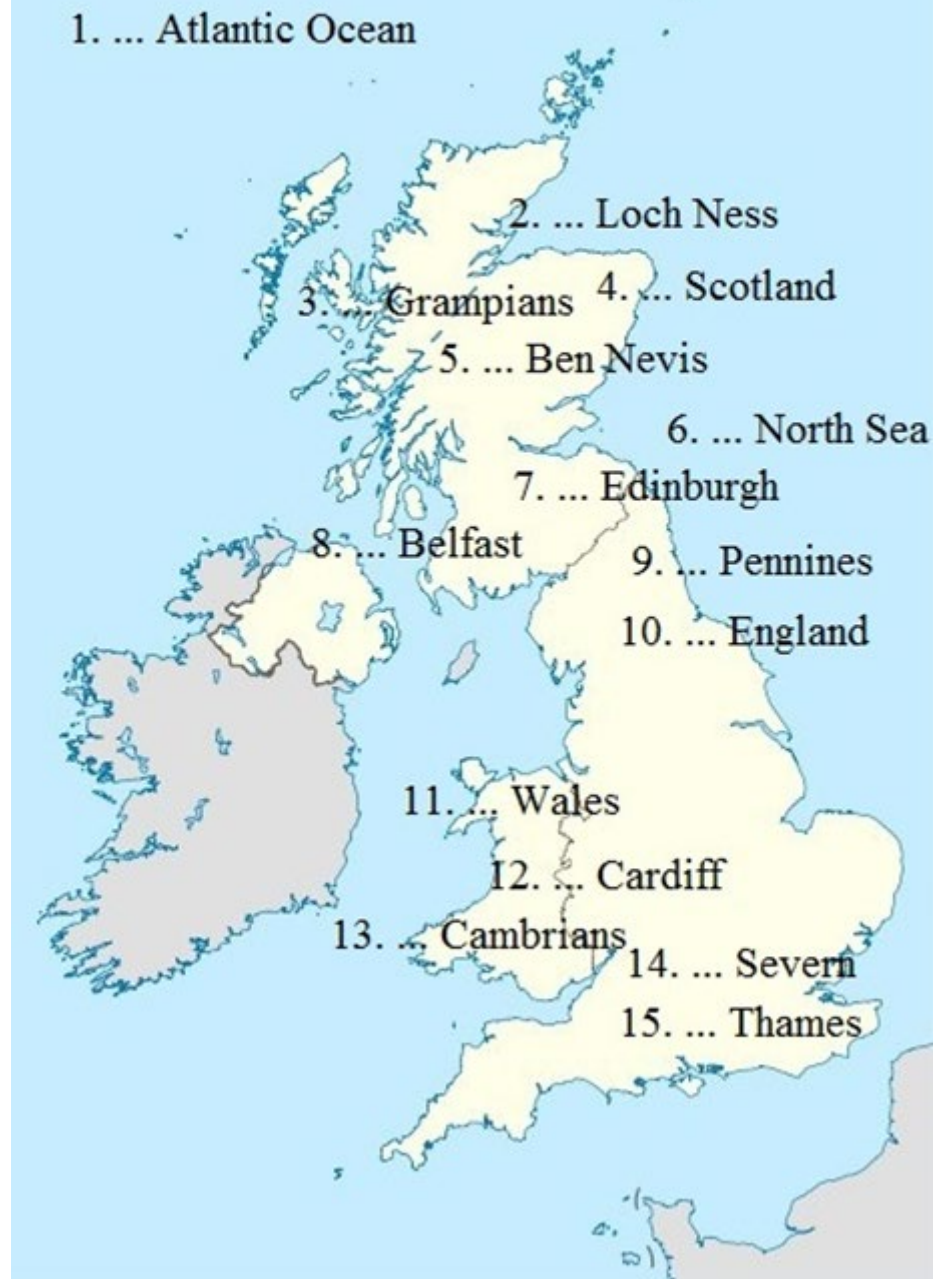 1. ... Atlantic Ocean
2. ... Loch Ness
3. ... Grampians
4. ... Scotland
5. ... Ben Nevis
6. ... North Sea
7. ... Edinburgh
8. ... Belfast
9. ... Pennines
10. ... England
11. ... Wales
12. ... Cardiff
13. ... Cambrians
14. ... Severn
15. ... Thames